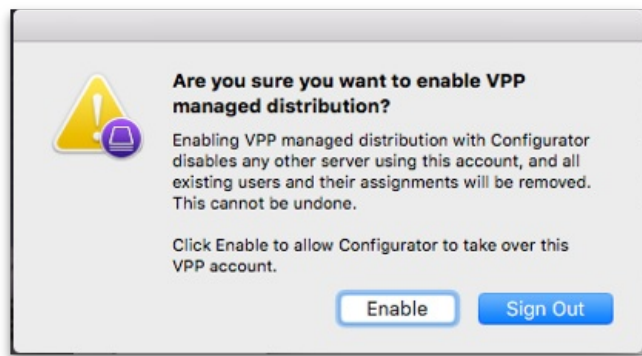 Are you sure you want to enable VPP
managed distribution?
Enabling VPP managed distribution with Configurator
disables any other server using this account, and all
existing users and their assignments will be removed.
This cannot be undone.
Click Enable to allow Configurator to take over this
VPP account.
Enable
Sign Out